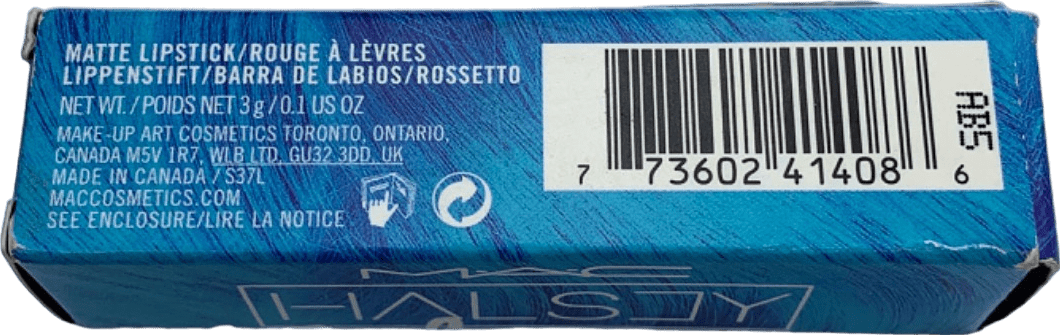 MATTE LIPSTICK/ROUGE À LÈVRES
LIPPENSTIFT/BARRA DE LABIOS/ROSSETTO
NET WT./POIDS NET 3 g/0.1 US OZ
MAKE-UP ART COSMETICS TORONTO, ONTARIO,
CANADA M5V 1R7, WLB LTD, GU32 3DD, UK
MADE IN CANADA / S37L
MACCOSMETICS.COM
SEE ENCLOSURE/LIRE LA NOTICE
7 73602 41408 6
AB5
M·A·C
HALSEY